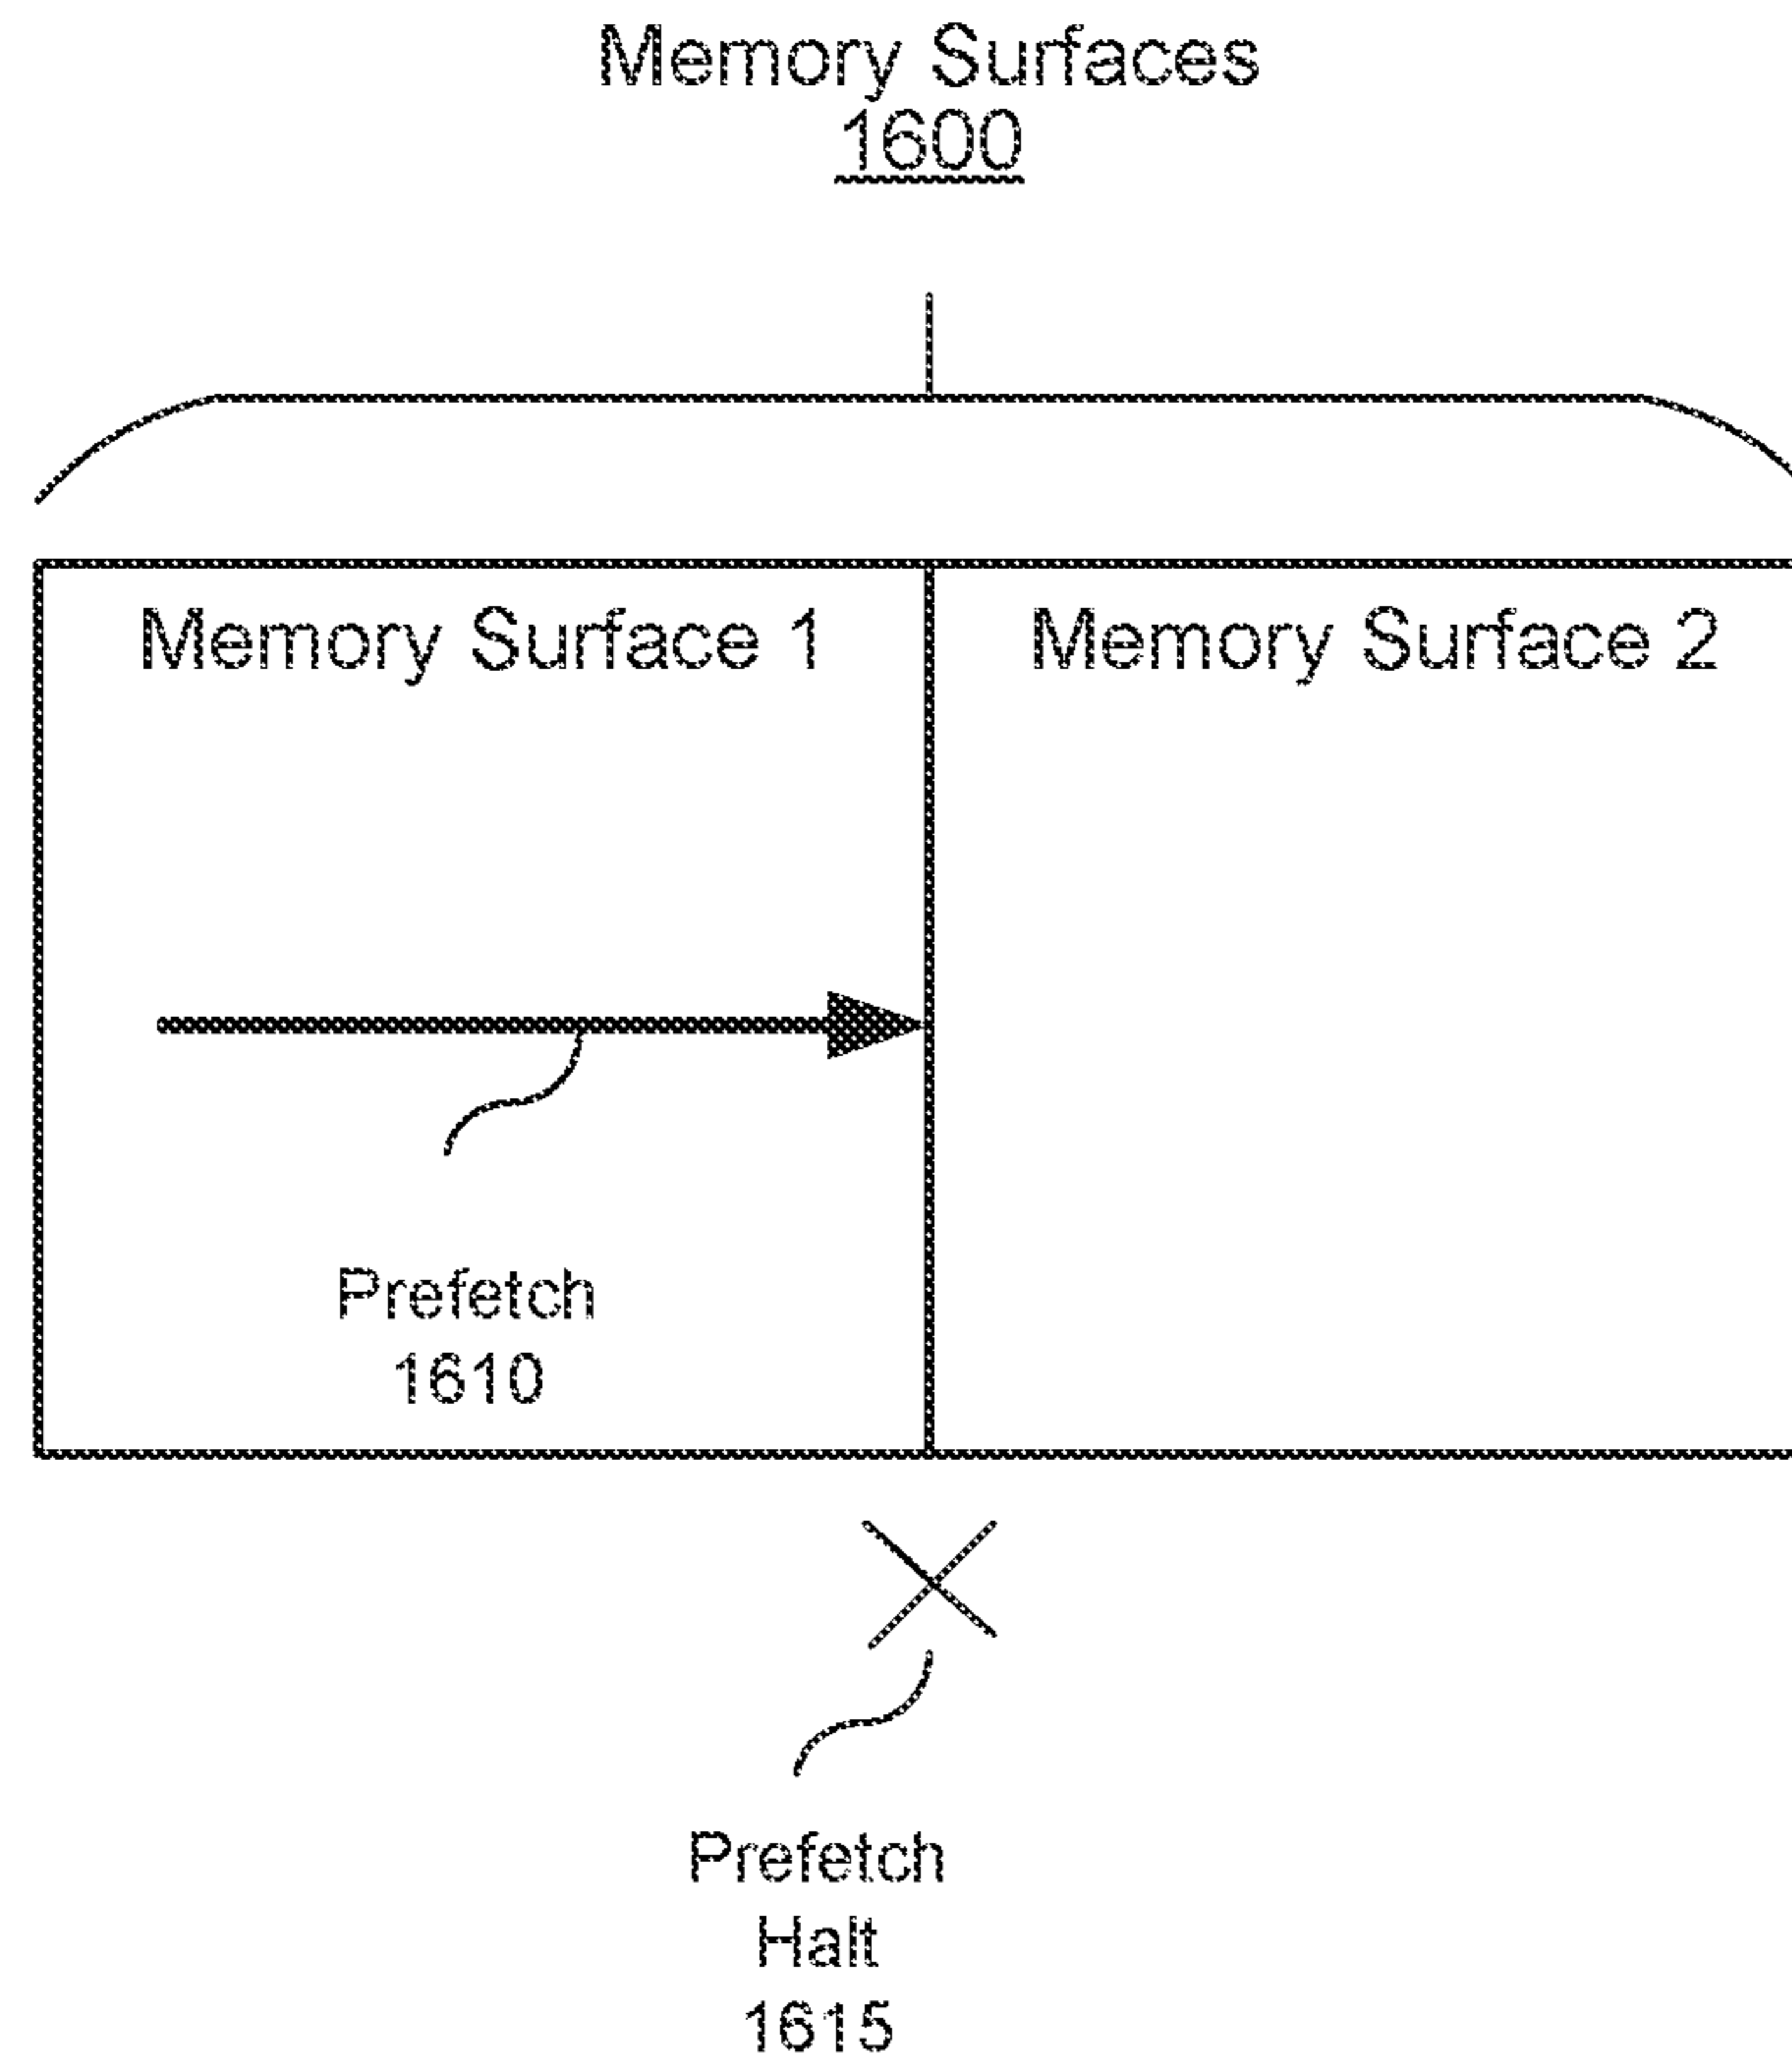 Memory Surfaces
1600
Memory Surface 1
Memory Surface 2
Prefetch
1610
Prefetch
Halt
1615